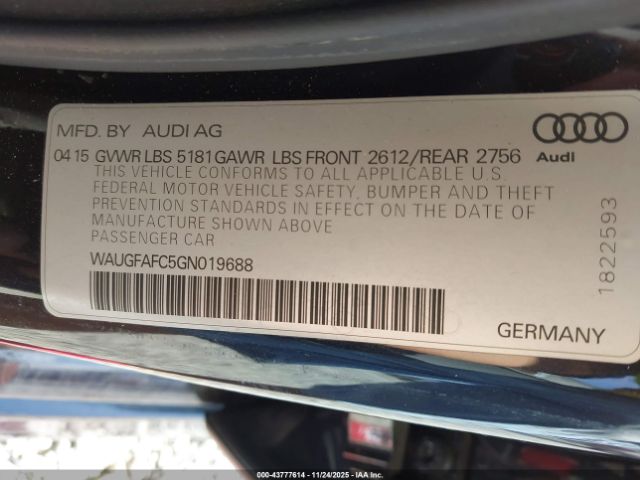 MFD. BY AUDI AG
04 15 GVWR LBS 5181 GAWR LBS FRONT 2612/REAR 2756
Audi
THIS VEHICLE CONFORMS TO ALL APPLICABLE U.S.
FEDERAL MOTOR VEHICLE SAFETY, BUMPER AND THEFT
PREVENTION STANDARDS IN EFFECT ON THE DATE OF
MANUFACTURE SHOWN ABOVE
PASSENGER CAR
WAUGFAFC5GN019688
1822593
GERMANY
000-43777614 - 11/24/2025 - IAAI.COM